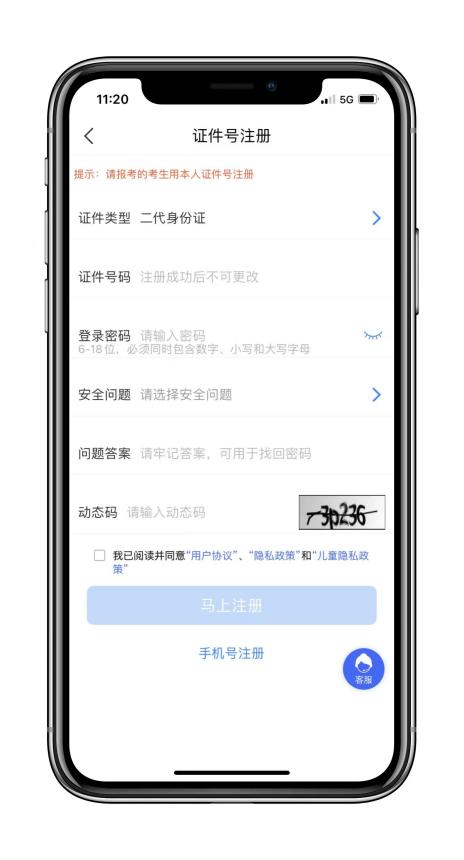 11:20
5G
证件号注册
提示：请报考的考生用本人证件号注册
证件类型 二代身份证
证件号码 注册成功后不可更改
登录密码 请输入密码
6-18位，必须同时包含数字、小写和大写字母
安全问题 请选择安全问题
问题答案 请牢记答案，可用于找回密码
动态码 请输入动态码
3p236
我已阅读并同意“用户协议”、“隐私政策”和“儿童隐私政
策”
马上注册
手机号注册
客服